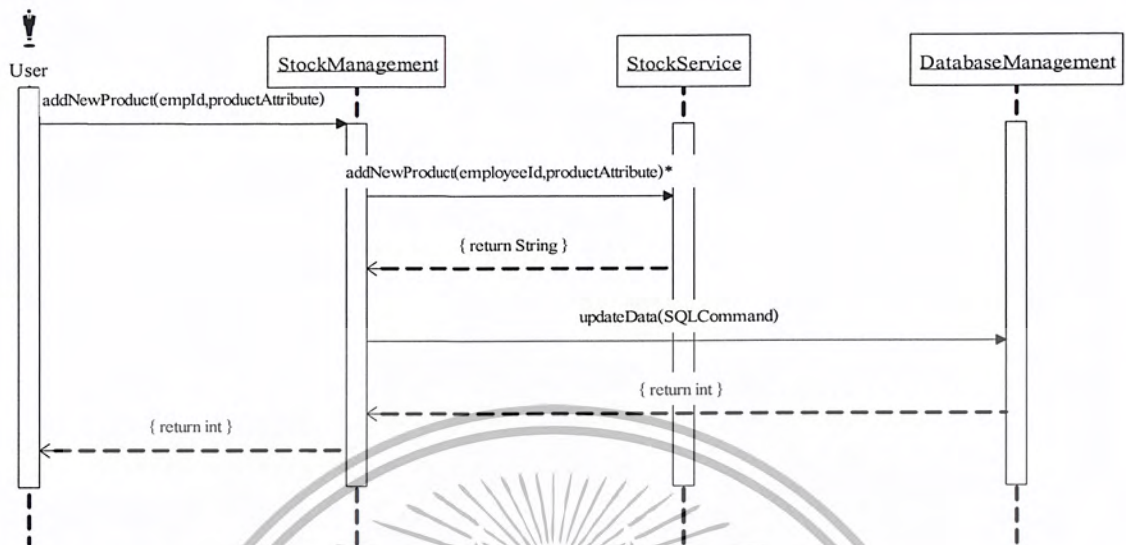 User
StockManagement
StockService
DatabaseManagement
addNewProduct(empId,productAttribute)
addNewProduct(employeeId,productAttribute)*
{ return String }
updateData(SQLCommand)
{ return int }
{ return int }